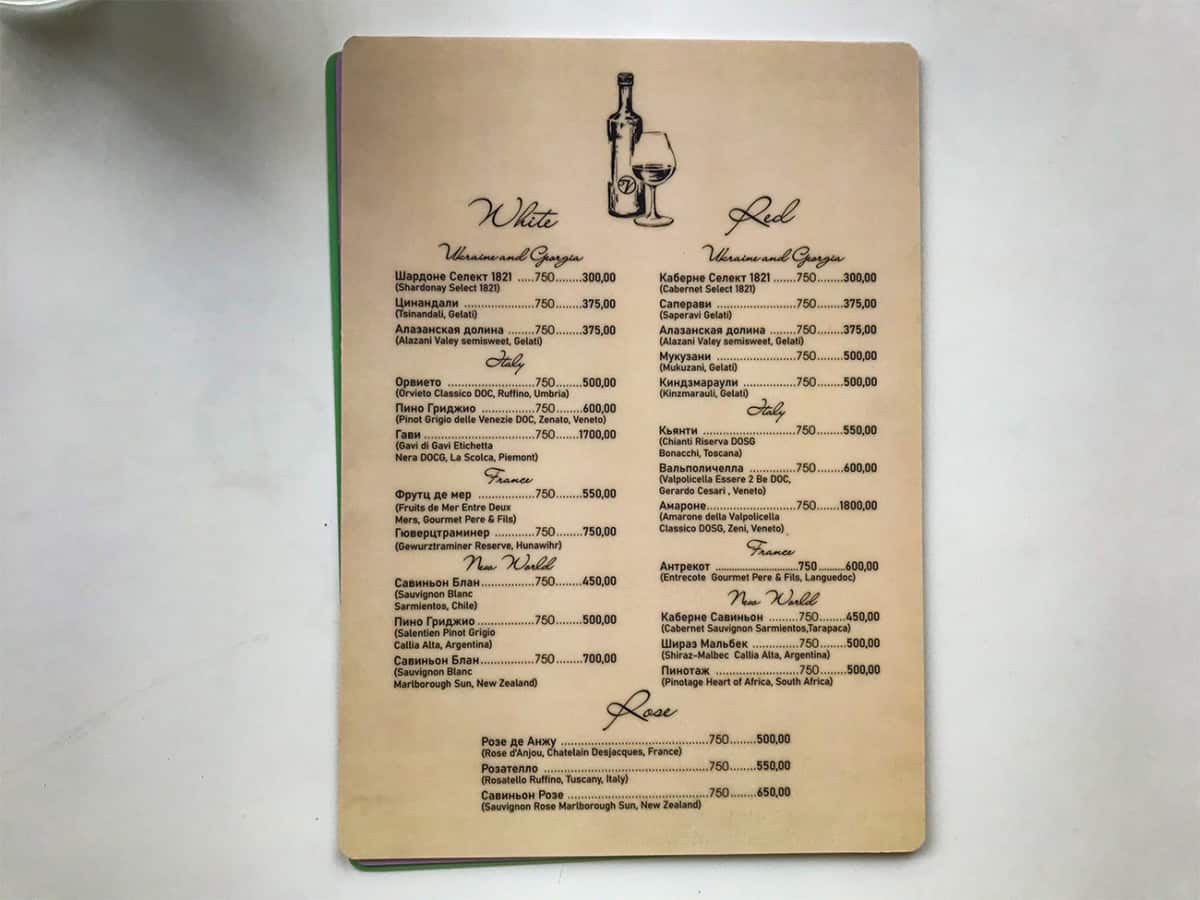 White
Ukraine and Georgia
Шардоне Селект 1821 .....750........300,00
(Shardonay Select 1821)
Цинандали ..................750........375,00
(Tsinandali, Gelati)
Алазанская долина .......750........375,00
(Alazani Valey semisweet, Gelati)
Italy
Орвието ......................750........500,00
(Orvieto Classico DOC, Ruffino, Umbria)
Пино Гриджио .............750........600,00
(Pinot Grigio delle Venezie DOC, Zenato, Veneto)
Гави ............................750........1700,00
(Gavi di Gavi Etichetta
Nera DOCG, La Scolca, Piemont)
France
Фрутц де мер ..............750........550,00
(Fruits de Mer Entre Deux
Mers, Gourmet Pere & Fils)
Гюверцтраминер ..........750........750,00
(Gewurztraminer Reserve, Hunawihr)
New World
Савиньон Блан..............750........450,00
(Sauvignon Blanc
Sarmientos, Chile)
Пино Гриджио...............750........500,00
(Salentien Pinot Grigio
Callia Alta, Argentina)
Савиньон Блан..............750........700,00
(Sauvignon Blanc
Marlborough Sun, New Zealand)
Red
Ukraine and Georgia
Каберне Селект 1821 ......750........300,00
(Cabernet Select 1821)
Саперави .....................750........375,00
(Saperavi Gelati)
Алазанская долина .......750........375,00
(Alazani Valey semisweet, Gelati)
Мукузани .....................750........500,00
(Mukuzani, Gelati)
Киндзмараули ..............750........500,00
(Kinzmarauli, Gelati)
Italy
Кьянти .........................750........550,00
(Chianti Riserva DOSG
Bonacchi, Toscana)
Вальполичелла .............750........600,00
(Valpolicella Essere 2 Be DOC,
Gerardo Cesari , Veneto)
Амароне.......................750........1800,00
(Amarone della Valpolicella
Classico DOSG, Zeni, Veneto)
France
Антрекот .......................750 ........600,00
(Entrecote Gourmet Pere & Fils, Languedoc)
New World
Каберне Савиньон ........750........450,00
(Cabernet Sauvignon Sarmientos,Tarapaca)
Шираз Мальбек ............750........500,00
(Shiraz-Malbec Callia Alta, Argentina)
Пинотаж ......................750........500,00
(Pinotage Heart of Africa, South Africa)
Rose
Розе де Анжу ....................................750........500,00
(Rose d'Anjou, Chatelain Desjacques, France)
Розателло ........................................750........550,00
(Rosatello Ruffino, Tuscany, Italy)
Савиньон Розе ..................................750........650,00
(Sauvignon Rose Marlborough Sun, New Zealand)